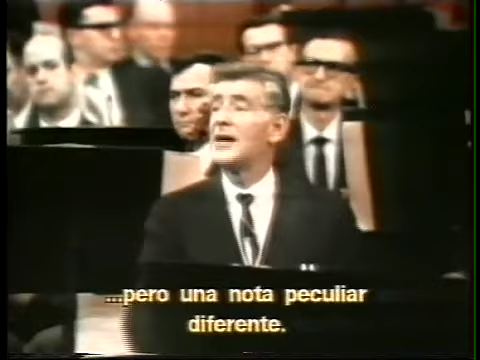 ...pero una nota peculiar
diferente.